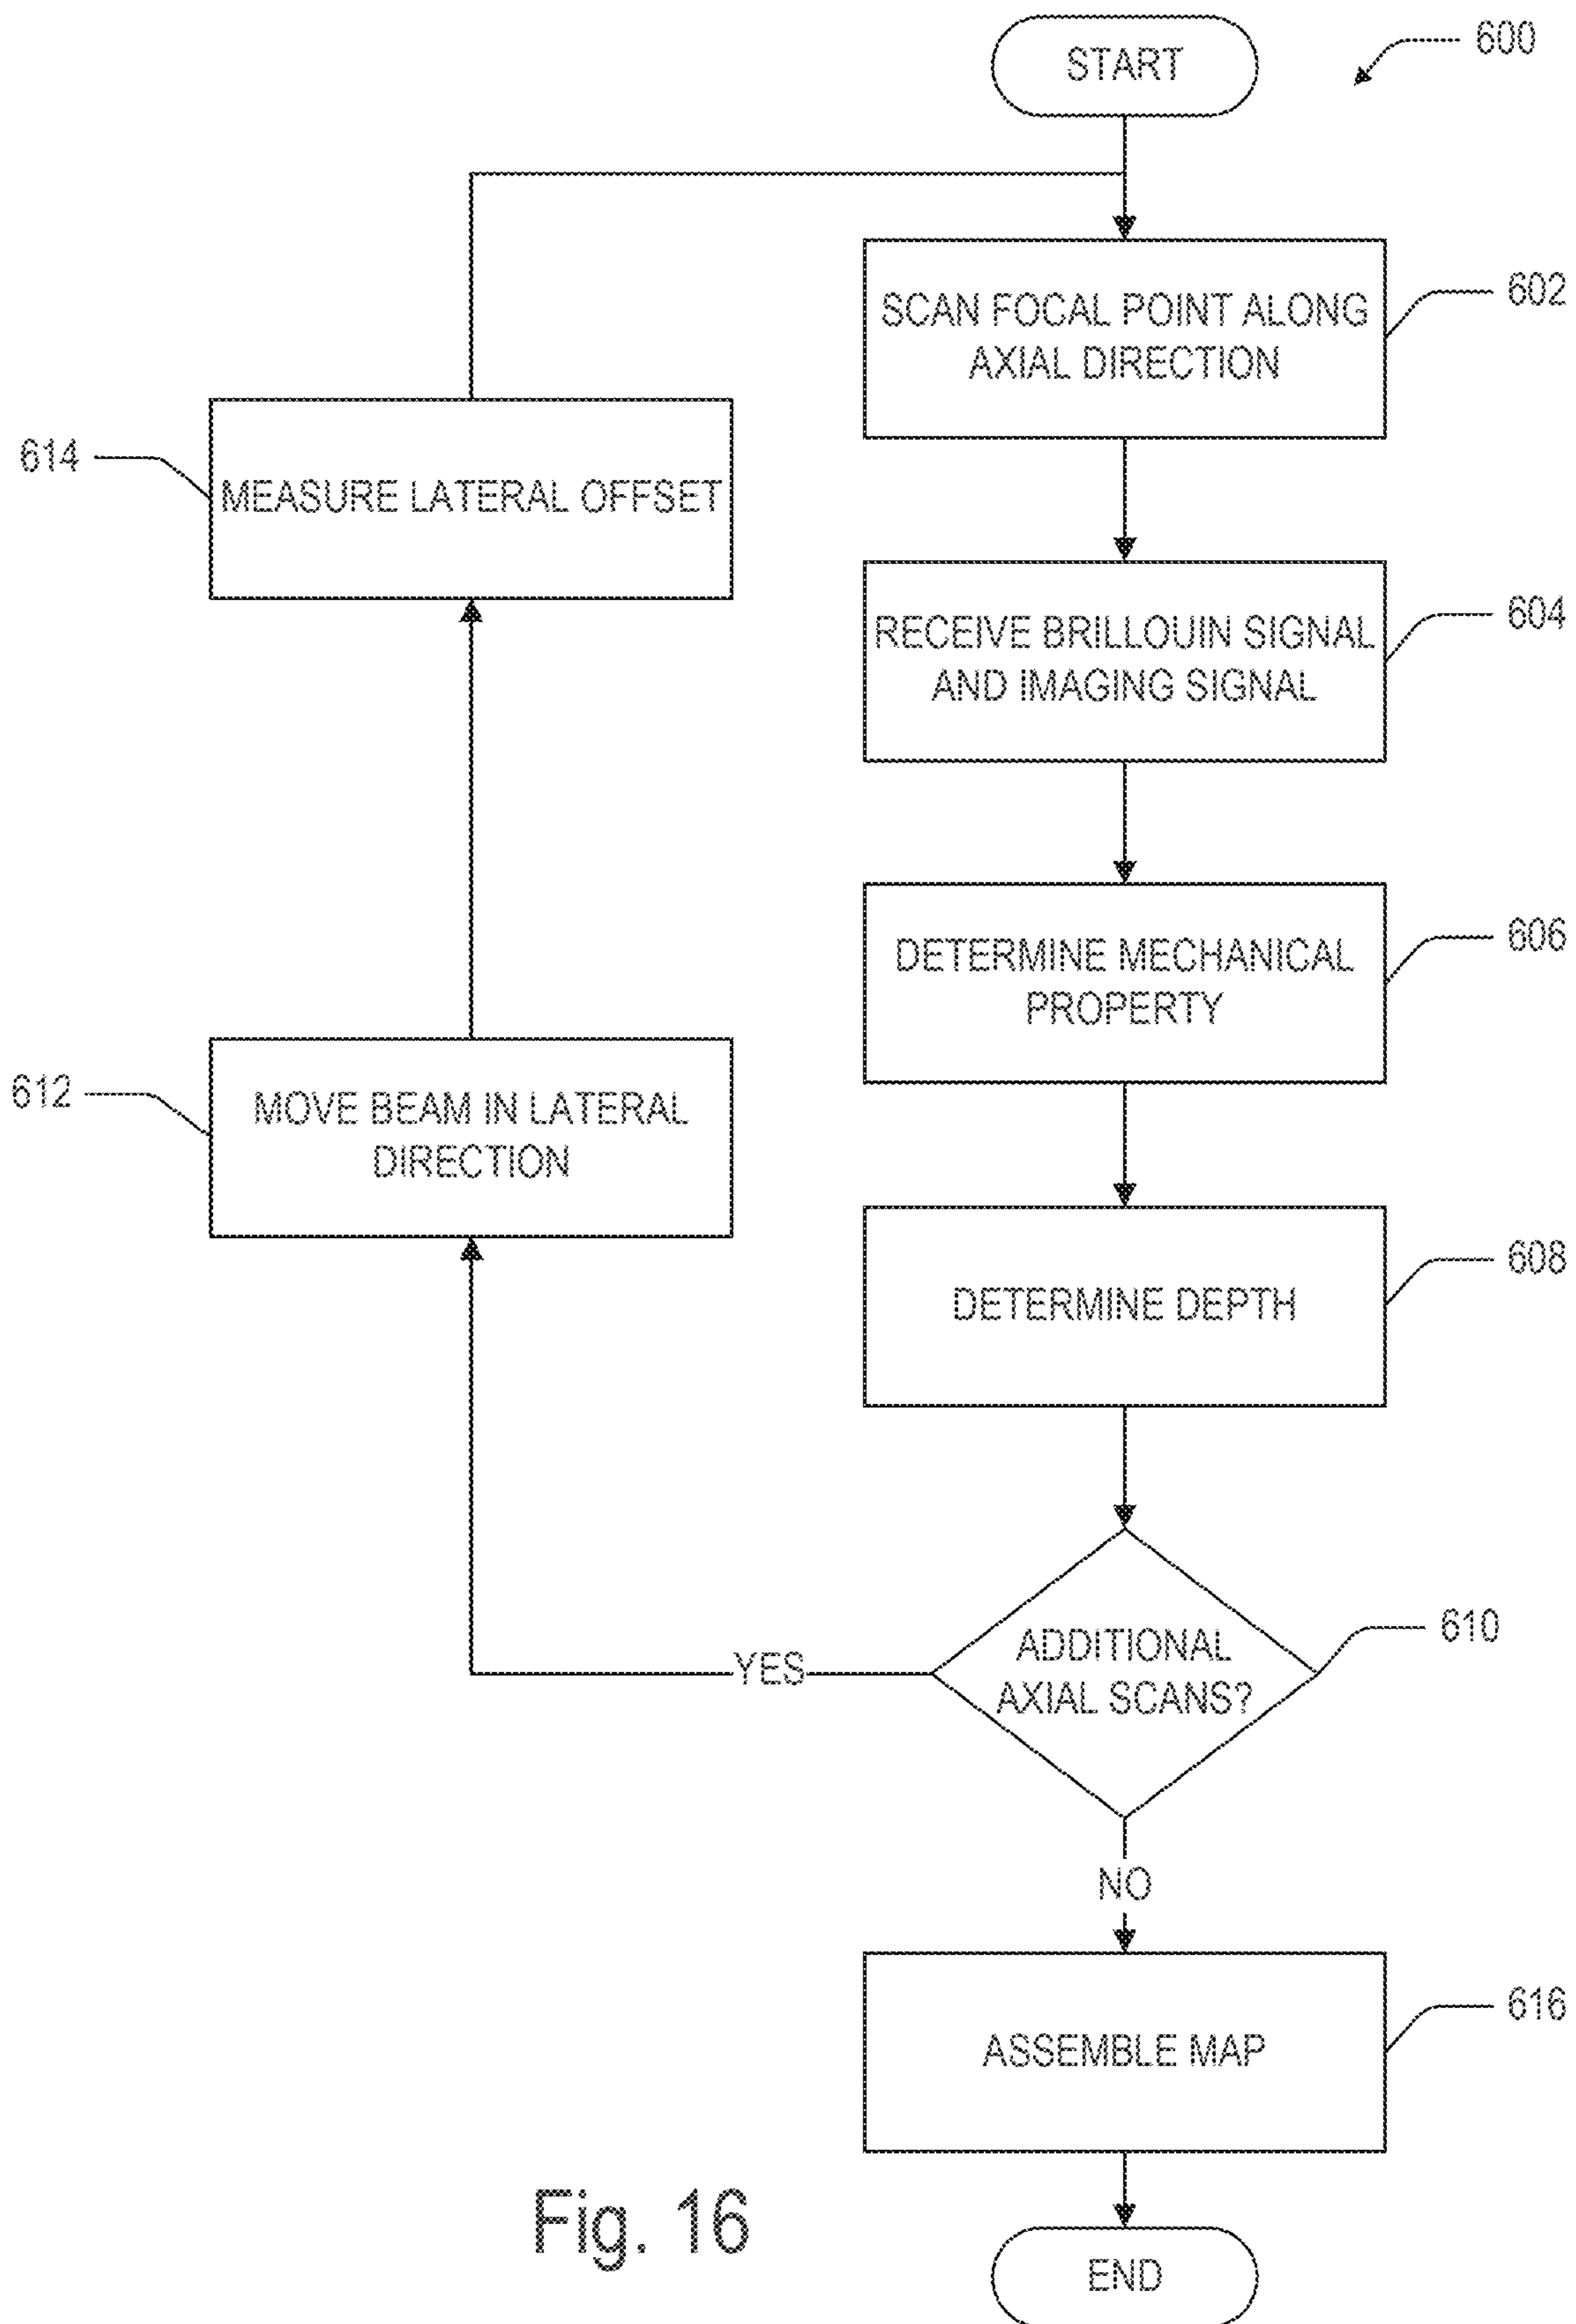 START
600
SCAN FOCAL POINT ALONG
AXIAL DIRECTION
602
614
MEASURE LATERAL OFFSET
RECEIVE BRILLOUIN SIGNAL
AND IMAGING SIGNAL
604
DETERMINE MECHANICAL
PROPERTY
606
612
MOVE BEAM IN LATERAL
DIRECTION
DETERMINE DEPTH
608
ADDITIONAL
AXIAL SCANS?
610
YES
NO
ASSEMBLE MAP
616
Fig. 16
END